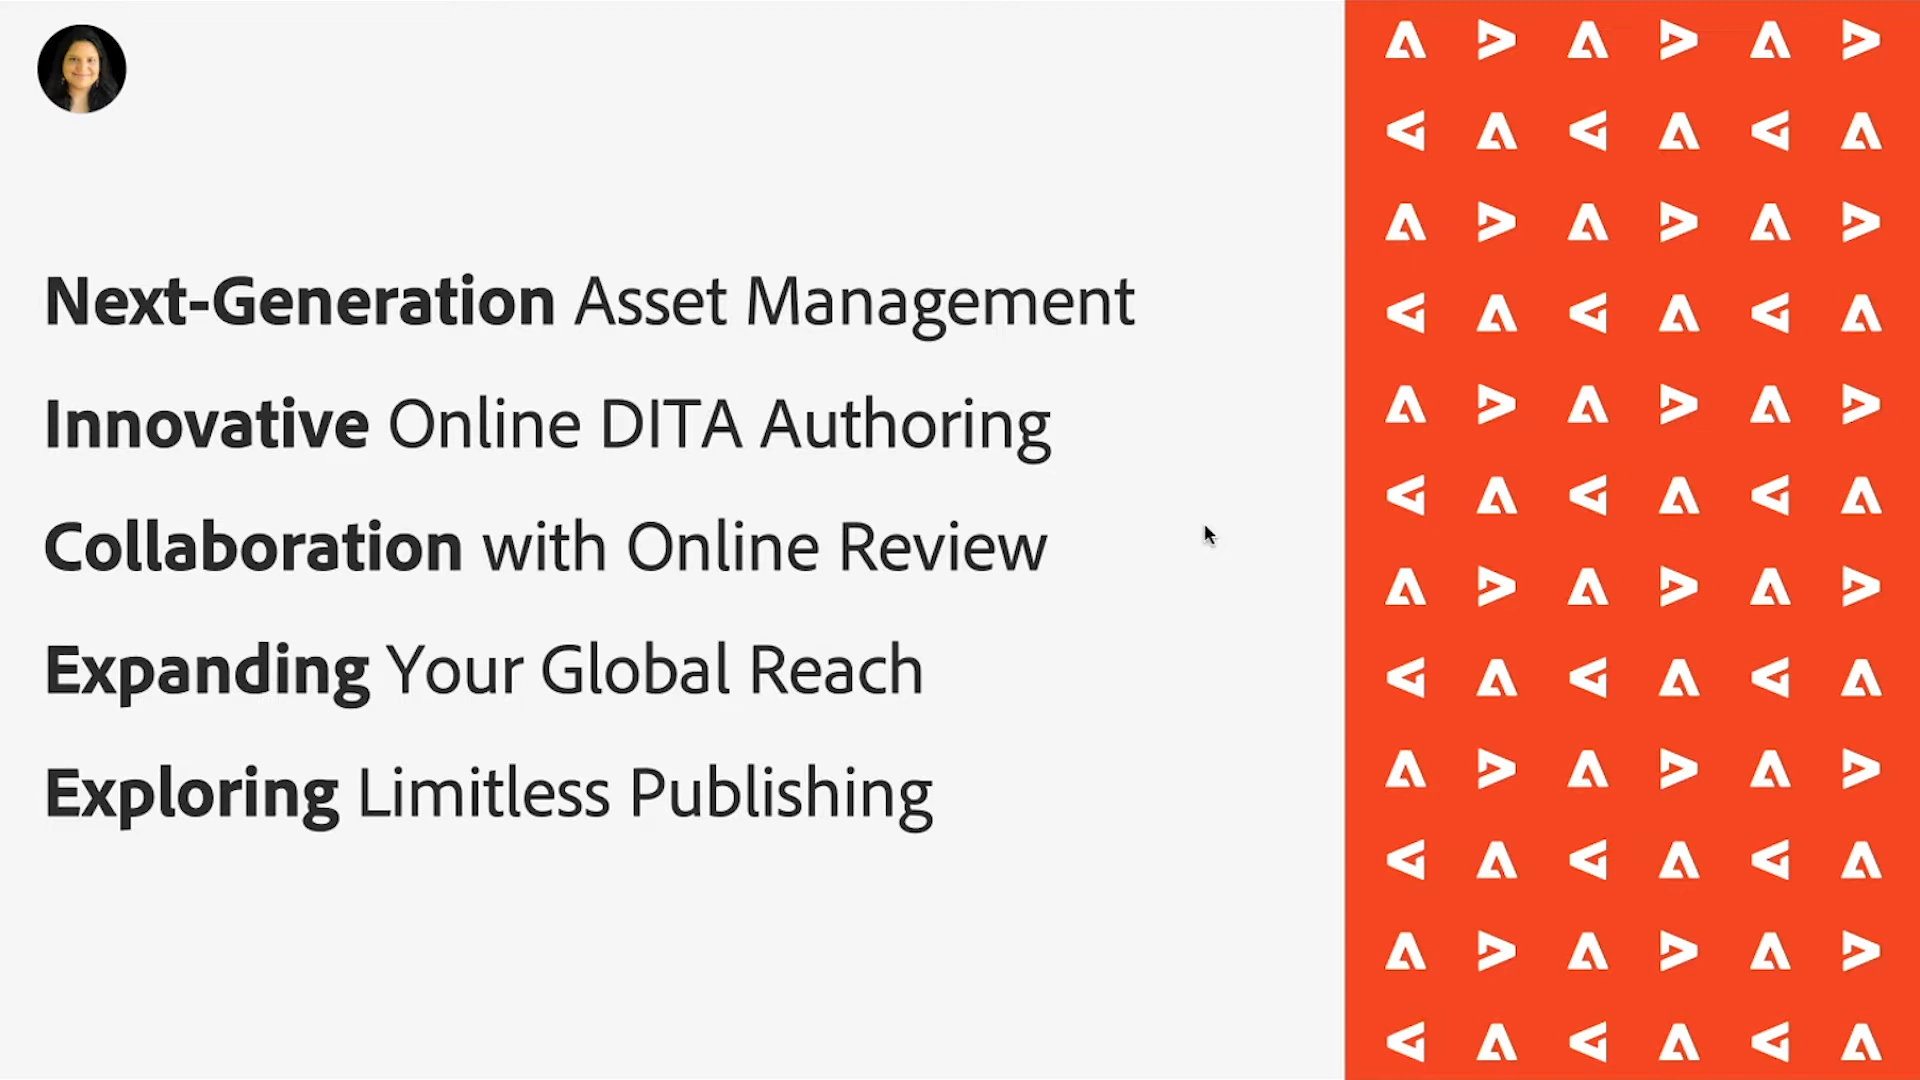 Next-Generation Asset Management
Innovative Online DITA Authoring
Collaboration with Online Review
Expanding Your Global Reach
Exploring Limitless Publishing